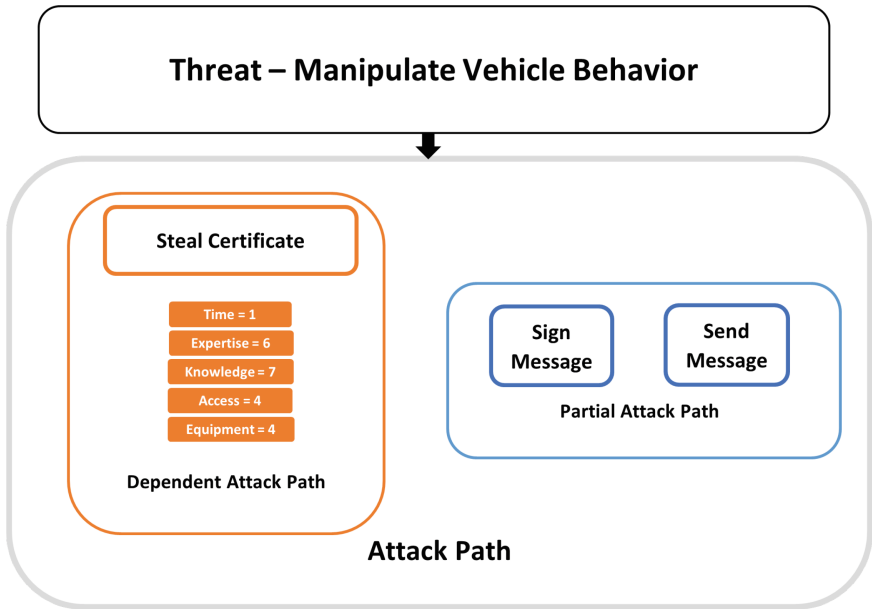 Threat – Manipulate Vehicle Behavior
Steal Certificate
Time = 1
Expertise = 6
Knowledge = 7
Access = 4
Equipment = 4
Dependent Attack Path
Sign
Message
Send
Message
Partial Attack Path
Attack Path